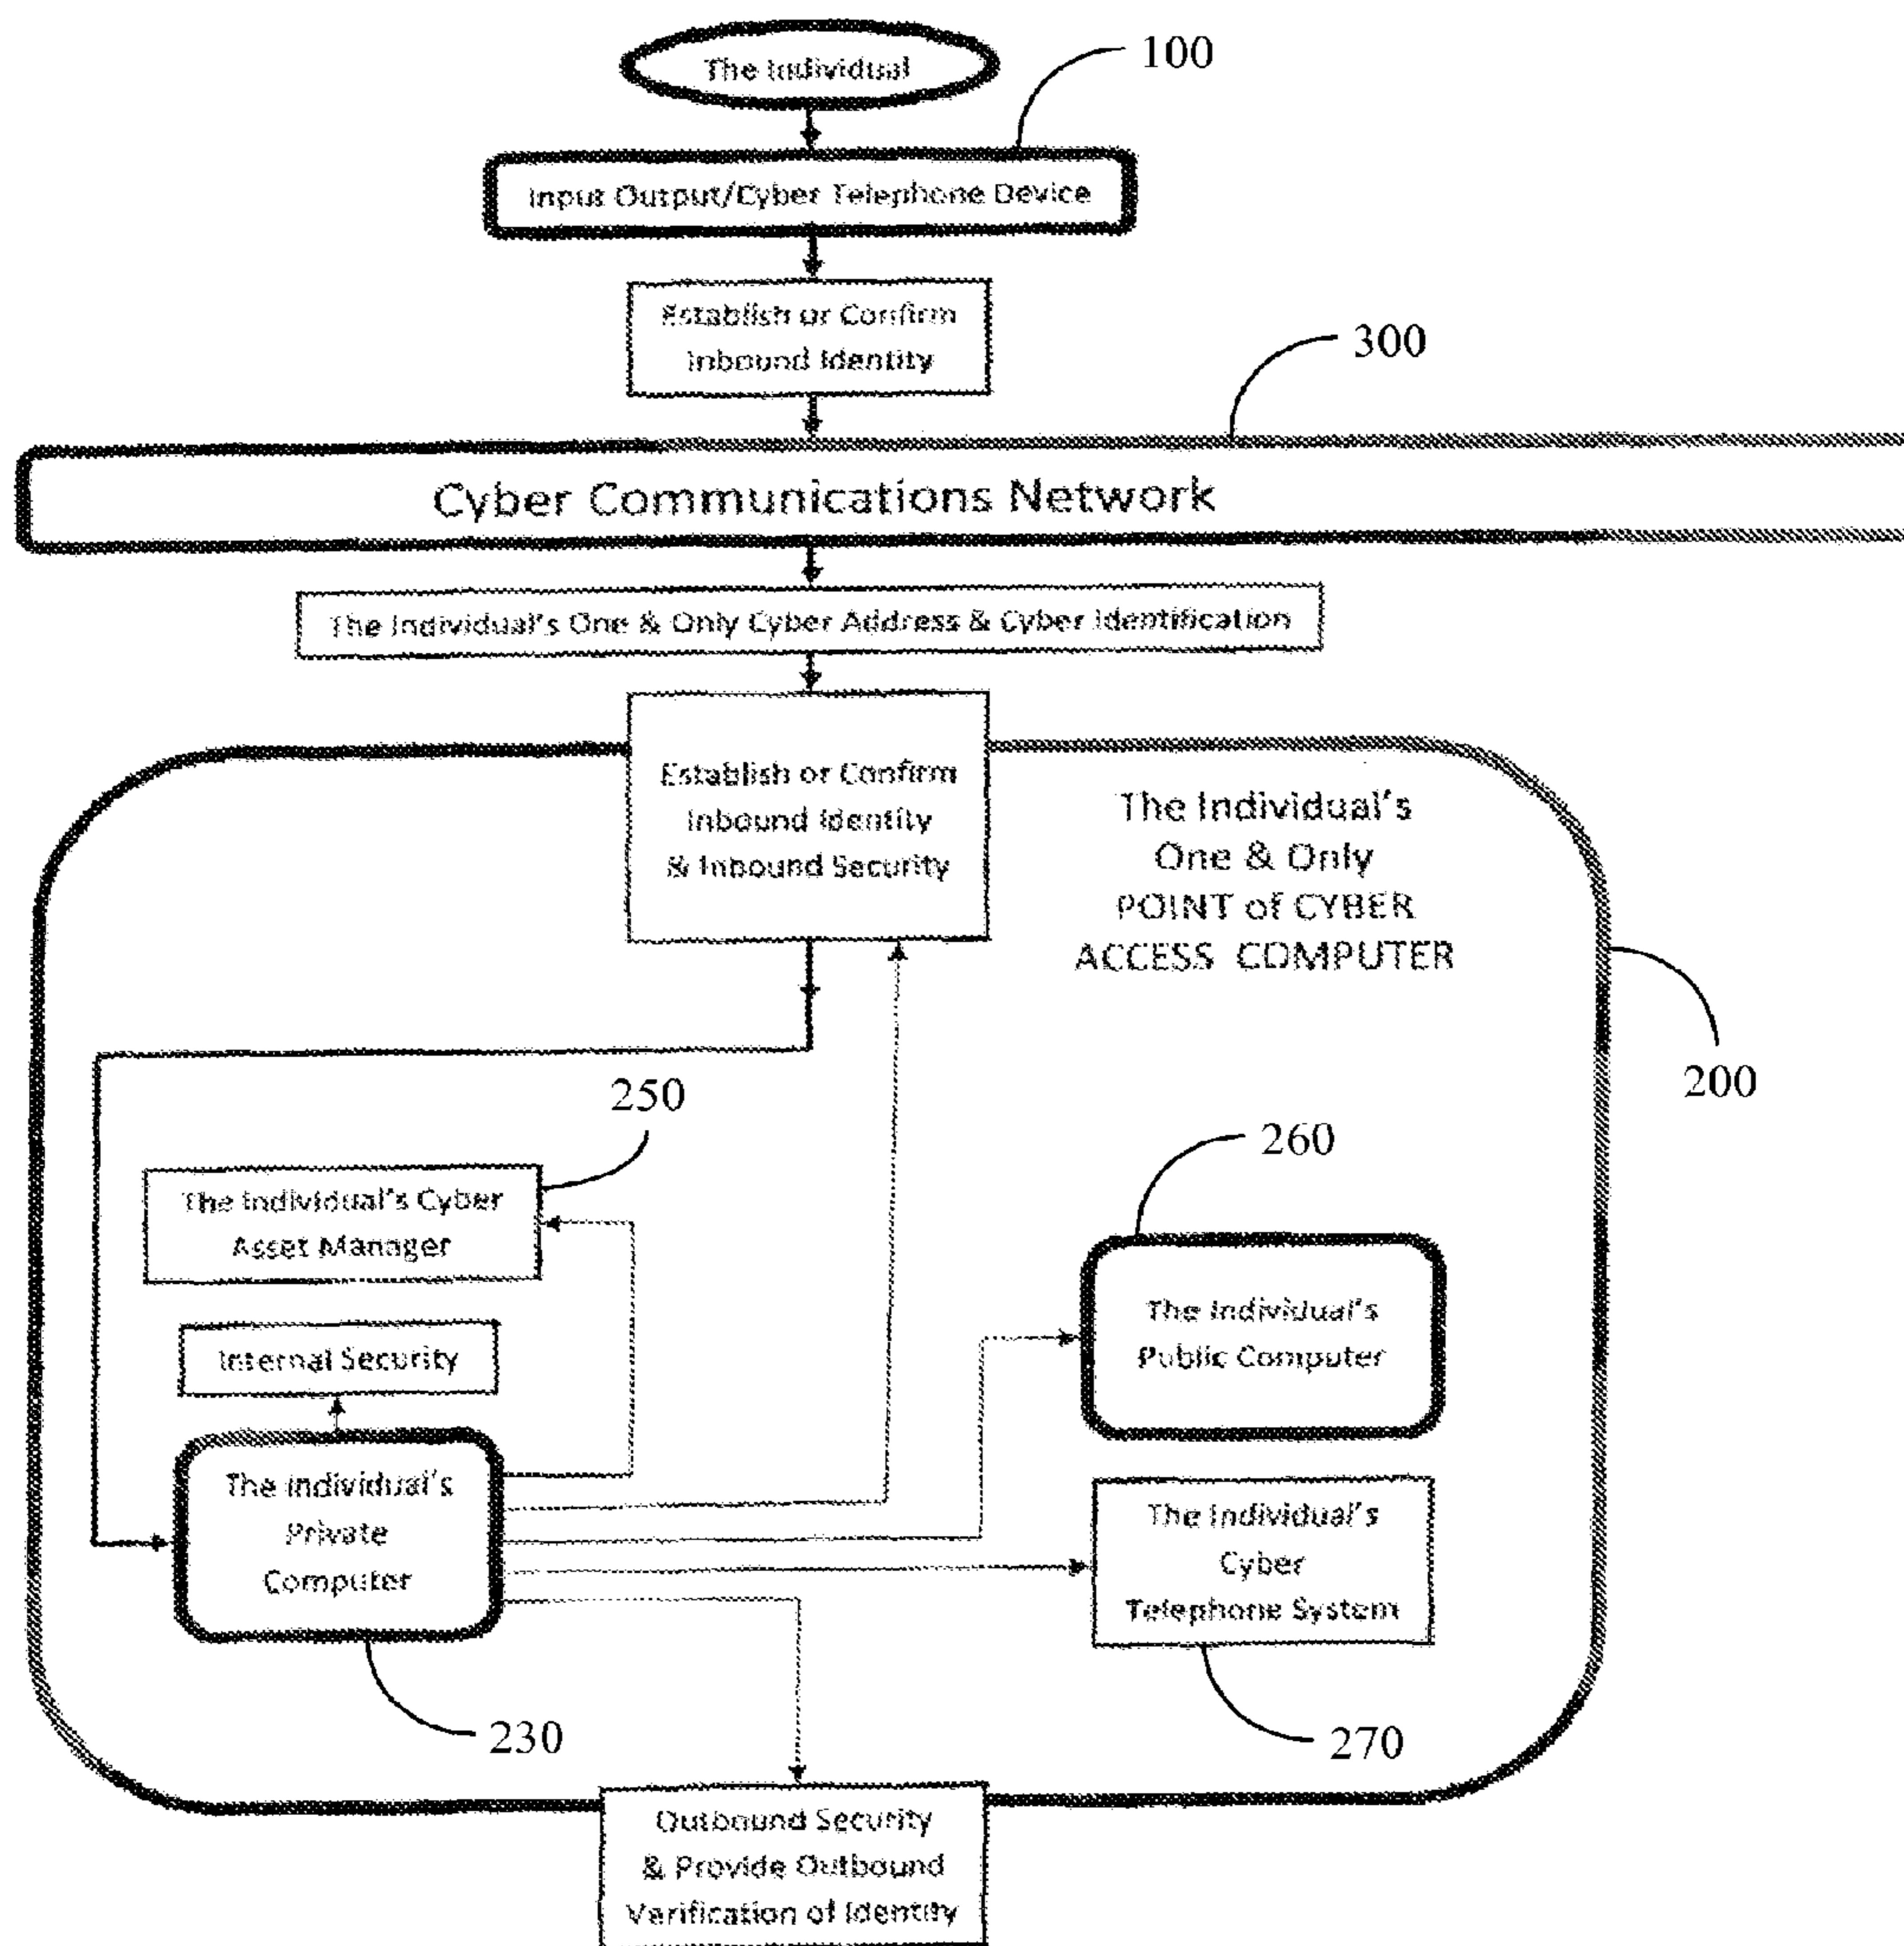 The Individual
100
Input Output/Cyber Telephone Device
Establish or Confirm
Inbound Identity
300
Cyber Communications Network
The Individual's One & Only Cyber Address & Cyber Identification
Establish or Confirm
Inbound Identity
& Inbound Security
The Individual's
One & Only
POINT of CYBER
ACCESS COMPUTER
200
250
The Individual's Cyber
Asset Manager
260
The Individual's
Public Computer
Internal Security
The Individual's
Private
Computer
The Individual's
Cyber
Telephone System
230
270
Outbound Security
& Provide Outbound
Verification of Identity